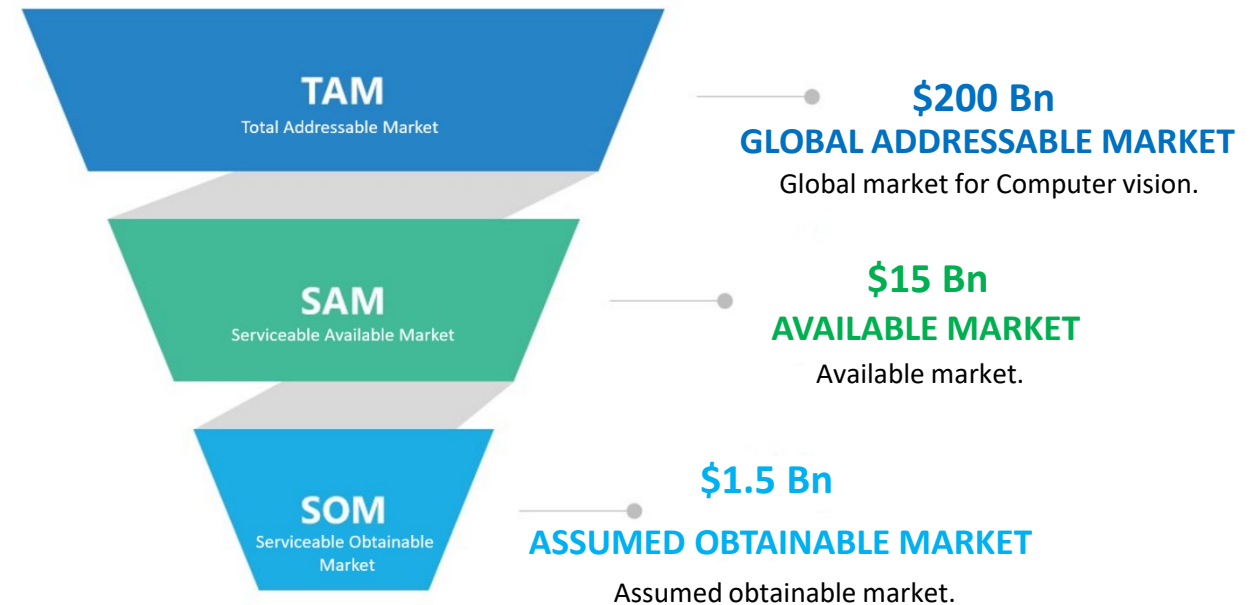 TAM
Total Addressable Market
$200 Bn
GLOBAL ADDRESSABLE MARKET
Global market for Computer vision.
SAM
Serviceable Available Market
$15 Bn
AVAILABLE MARKET
Available market.
SOM
Serviceable Obtainable
Market
$1.5 Bn
ASSUMED OBTAINABLE MARKET
Assumed obtainable market.